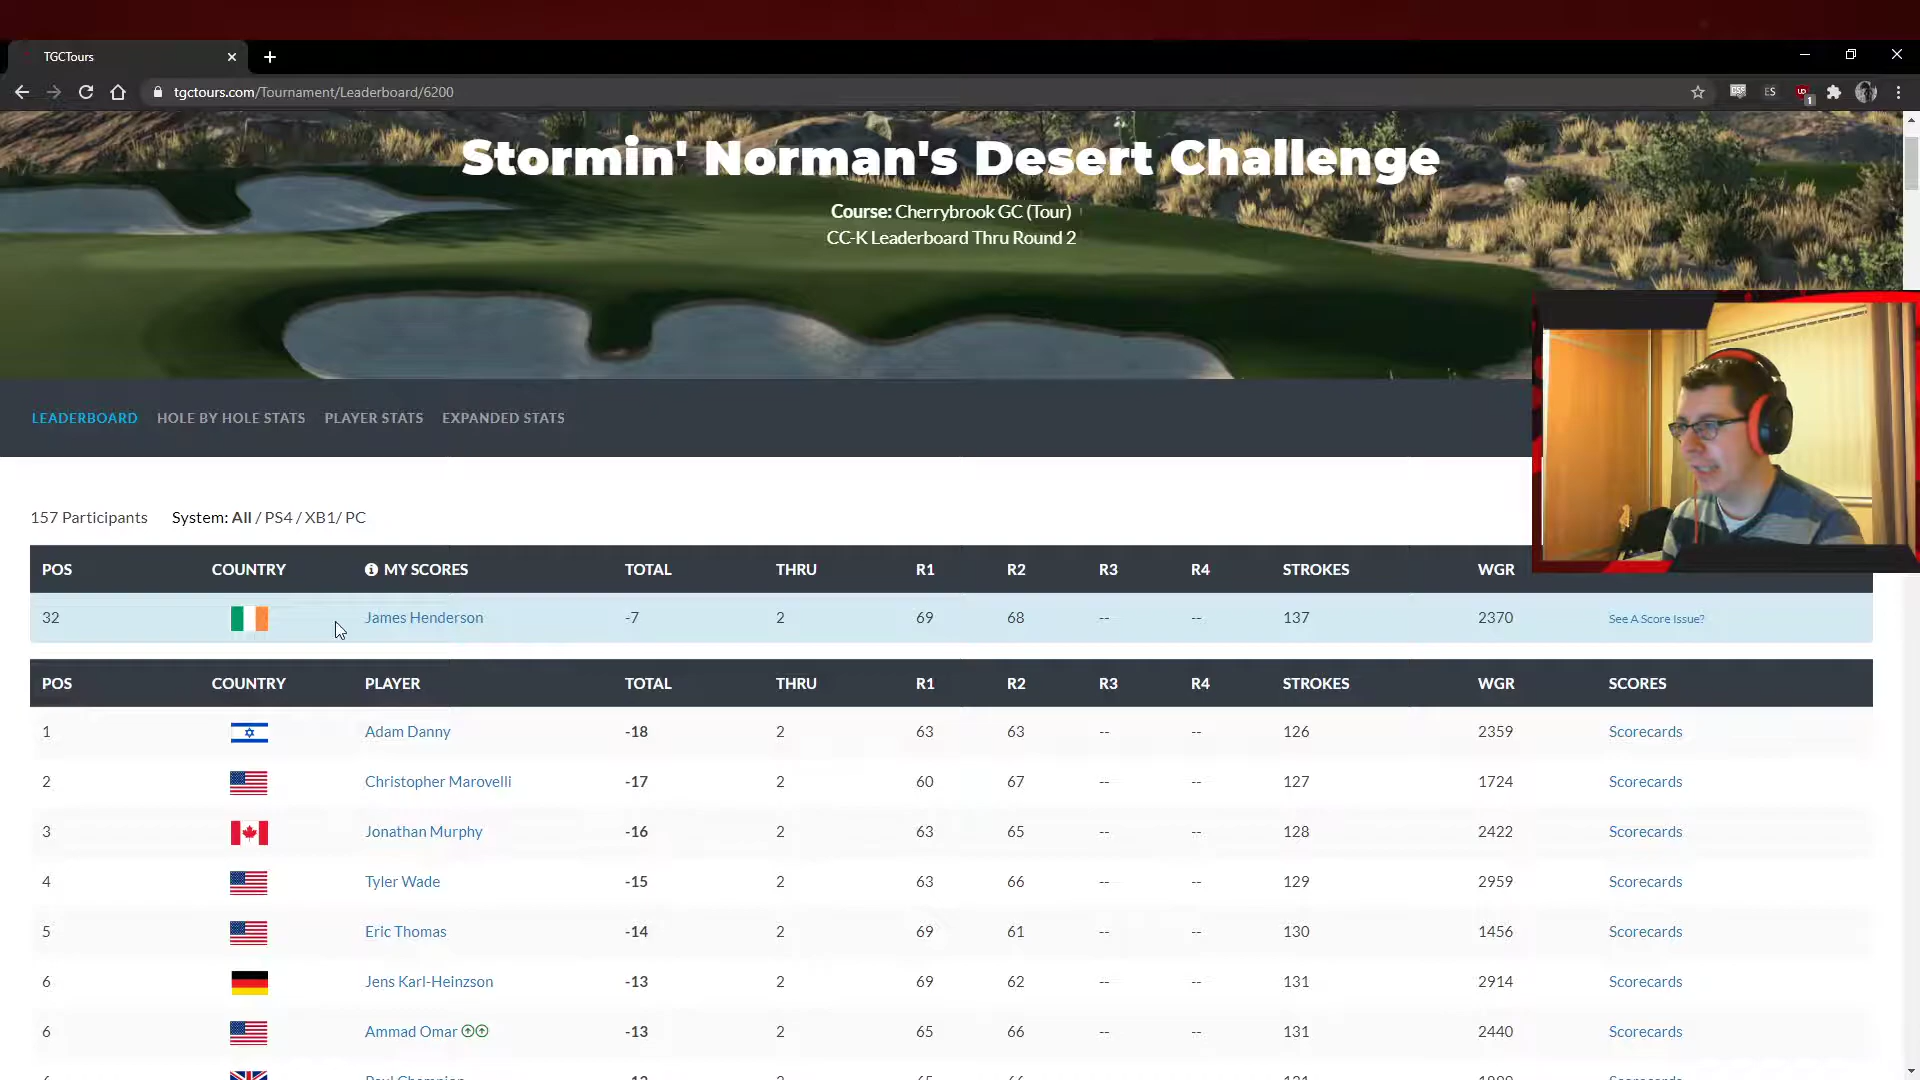 TGCTours
tgctours.com/Tournament/Leaderboard/6200
ES
1
Stormin' Norman's Desert Challenge
Course: Cherrybrook GC (Tour)
CC-K Leaderboard Thru Round 2
LEADERBOARD HOLE BY HOLE STATS PLAYER STATS EXPANDED STATS
157 Participants System: All / PS4 / XB1/ PC
POS COUNTRY MY SCORES TOTAL THRU R1 R2 R3 R4 STROKES WGR
32 James Henderson -7 2 69 68 -- -- 137 2370 See A Score Issue?
POS COUNTRY PLAYER TOTAL THRU R1 R2 R3 R4 STROKES WGR SCORES
1 Adam Danny -18 2 63 63 -- -- 126 2359 Scorecards
2 Christopher Marovelli -17 2 60 67 -- -- 127 1724 Scorecards
3 Jonathan Murphy -16 2 63 65 -- -- 128 2422 Scorecards
4 Tyler Wade -15 2 63 66 -- -- 129 2959 Scorecards
5 Eric Thomas -14 2 69 61 -- -- 130 1456 Scorecards
6 Jens Karl-Heinzson -13 2 69 62 -- -- 131 2914 Scorecards
6 Ammad Omar -13 2 65 66 -- -- 131 2440 Scorecards